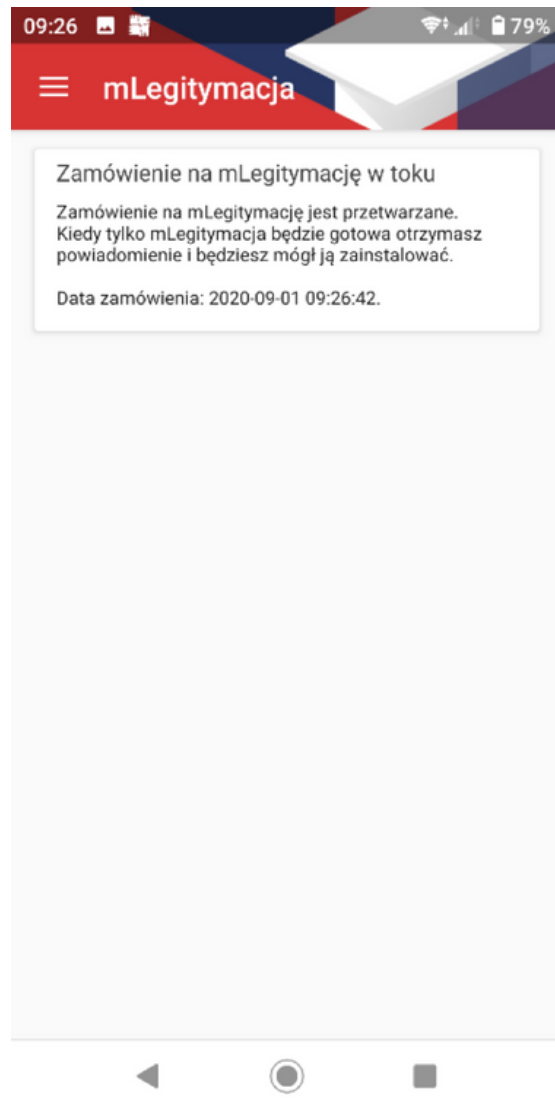 09:26 79%
mLegitymacja
Zamówienie na mLegitymację w toku
Zamówienie na mLegitymację jest przetwarzane.
Kiedy tylko mLegitymacja będzie gotowa otrzymasz
powiadomienie i będziesz mógł ją zainstalować.
Data zamówienia: 2020-09-01 09:26:42.